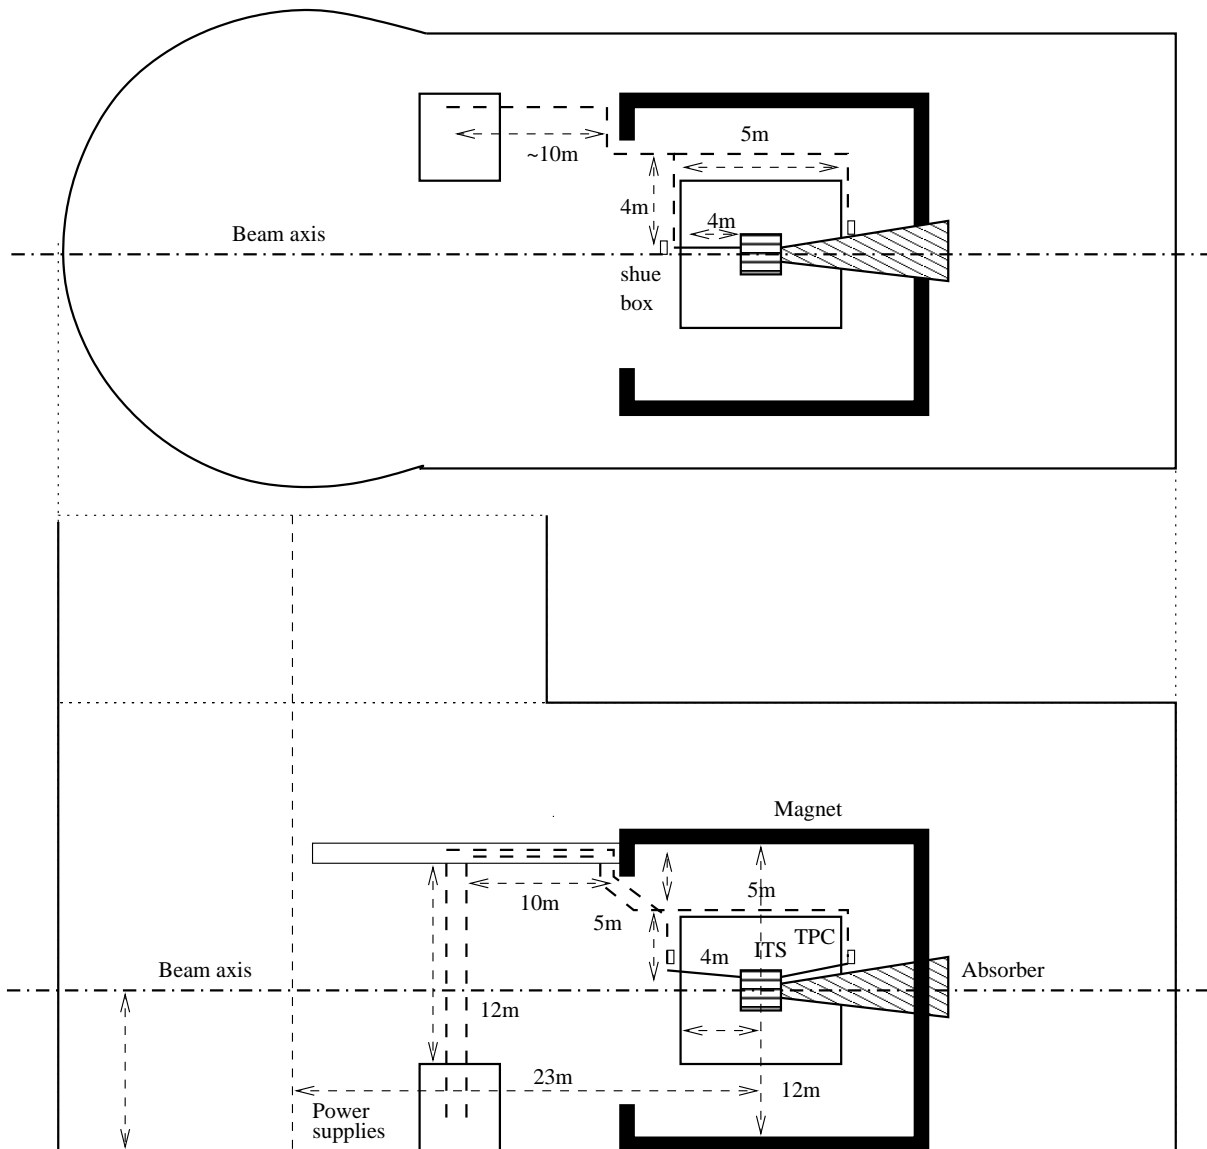 5m
~10m
4m
4m
Beam axis
shue
box
Magnet
5m
10m
5m
TPC
ITS
4m
Beam axis
Absorber
12m
23m
12m
Power
supplies